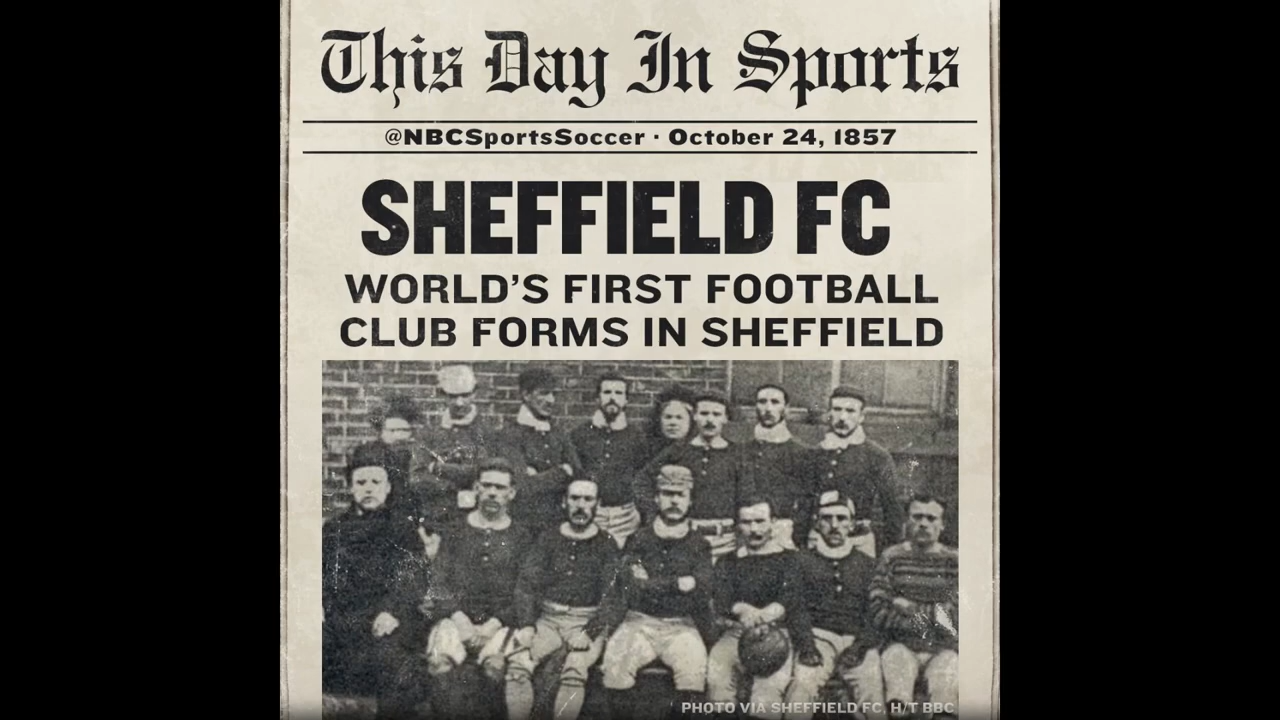 This Day In Sports
@NBCSportsSoccer · October 24, 1857
SHEFFIELD FC
WORLD'S FIRST FOOTBALL
CLUB FORMS IN SHEFFIELD
PHOTO VIA SHEFFIELD FC, H/T BBC